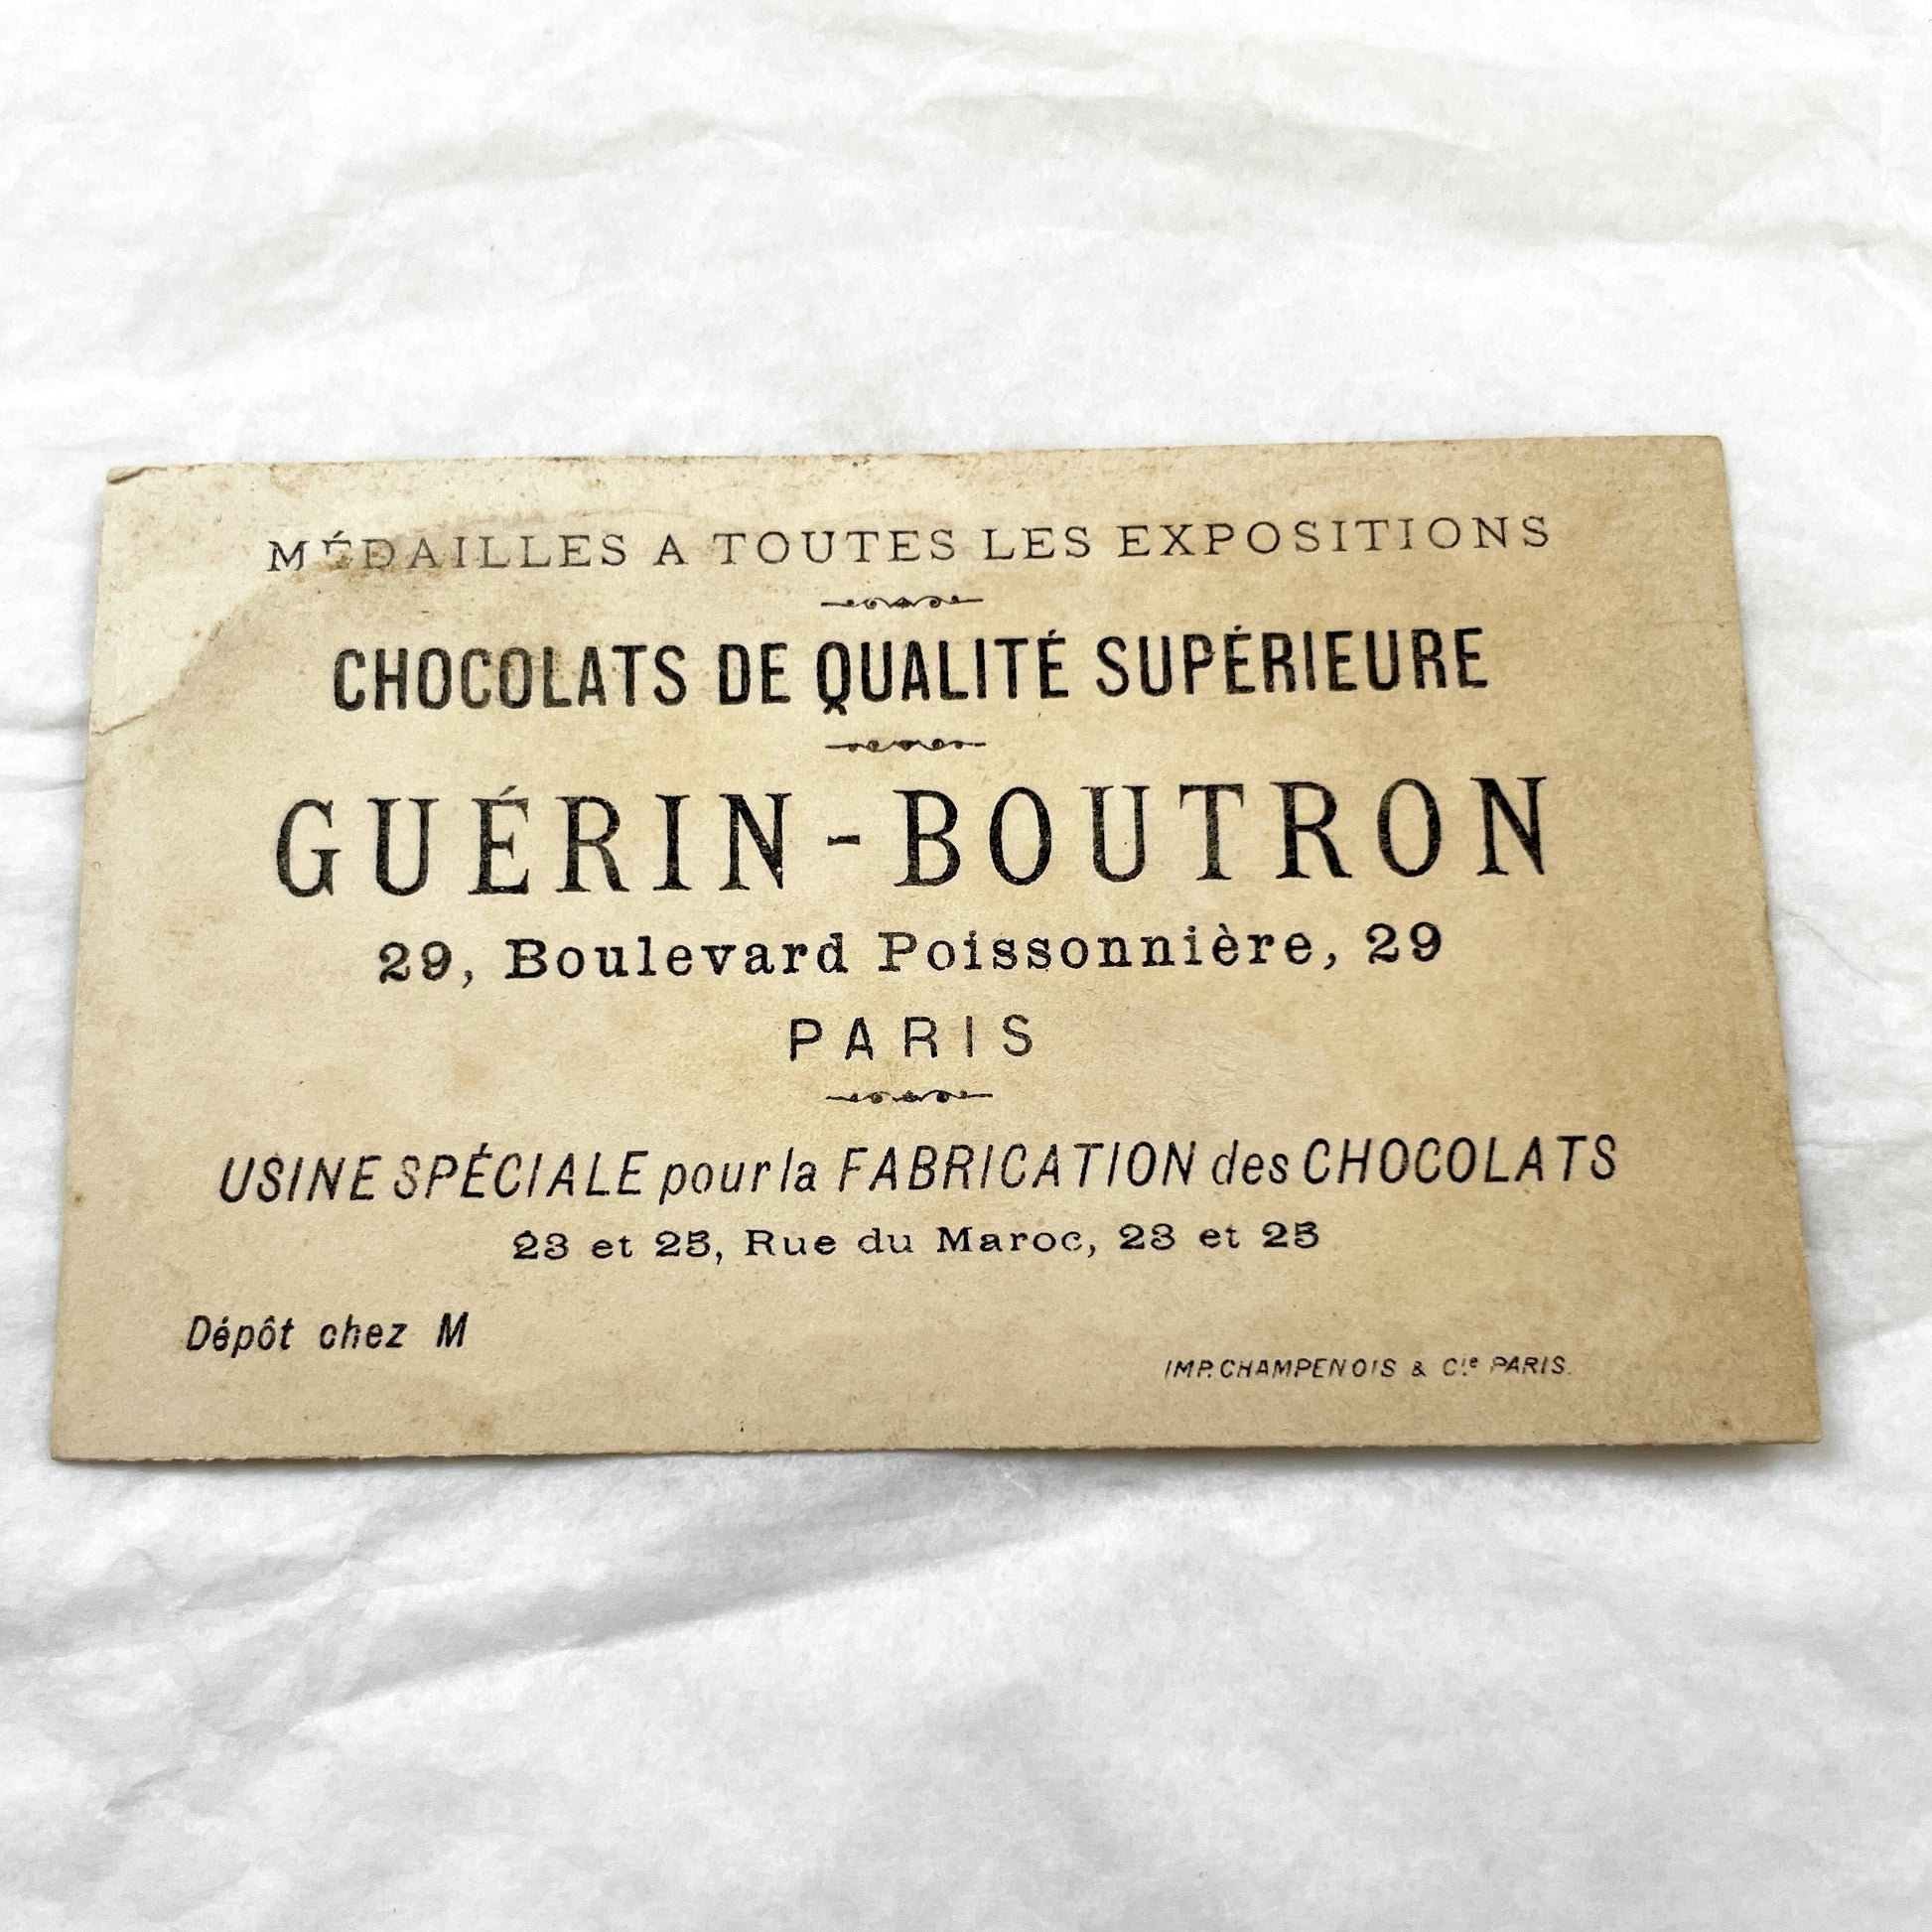 MÉDAILLES A TOUTES LES EXPOSITIONS
CHOCOLATS DE QUALITÉ SUPÉRIEURE
GUÉRIN-BOUTRON
29, Boulevard Poissonnière, 29
PARIS
USINE SPÉCIALE pour la FABRICATION des CHOCOLATS
23 et 25, Rue du Maroc, 23 et 25
Dépôt chez M
IMP. CHAMPENOIS & Cie PARIS.